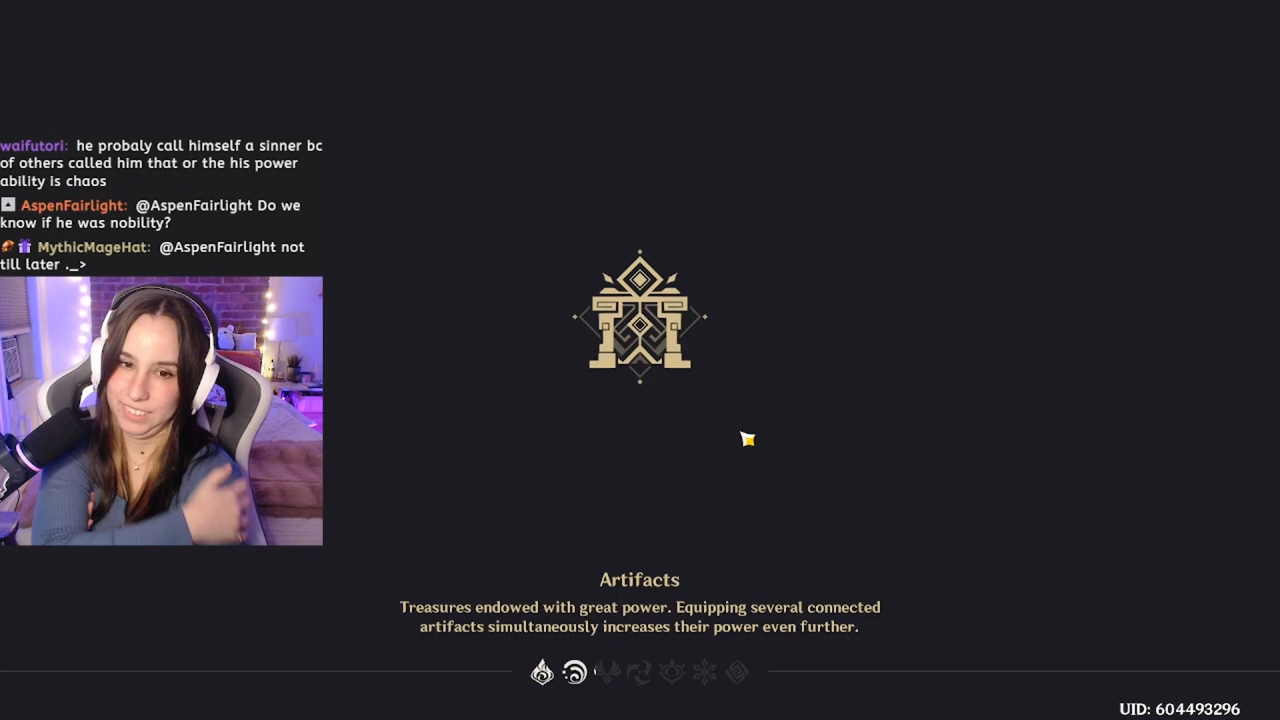 waifutori: he probaly call himself a sinner bc
of others called him that or the his power
ability is chaos
AspenFairlight: @AspenFairlight Do we
know if he was nobility?
MythicMageHat: @AspenFairlight not
till later ._>
Artifacts
Treasures endowed with great power. Equipping several connected
artifacts simultaneously increases their power even further.
UID: 604493296